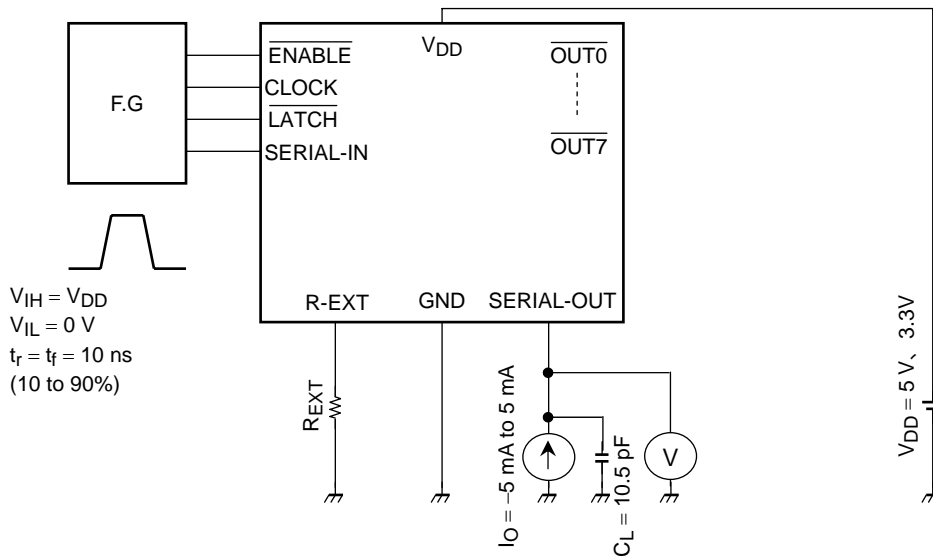 F.G
ENABLE
CLOCK
LATCH
SERIAL-IN
VDD
OUT0
OUT7
R-EXT
GND
SERIAL-OUT
VIH = VDD
VIL = 0 V
tr = tf = 10 ns
(10 to 90%)
REXT
IO = −5 mA to 5 mA
CL = 10.5 pF
V
VDD = 5 V、3.3V